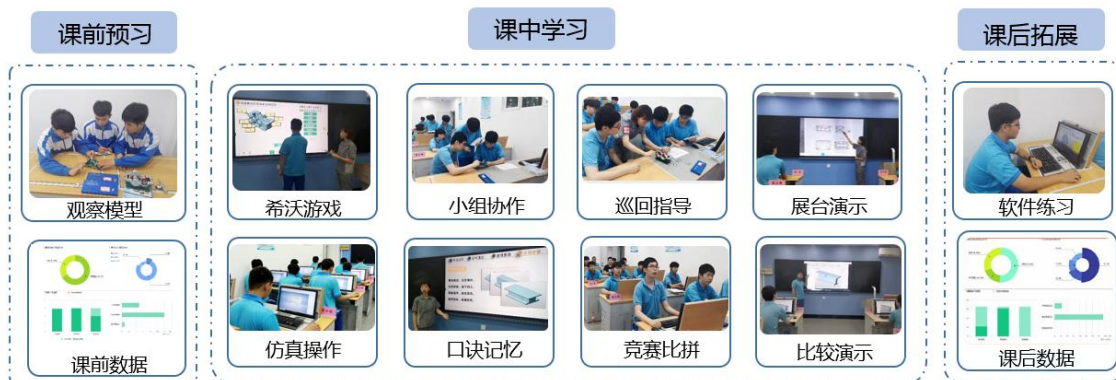 课前预习
课中学习
课后拓展
观察模型
希沃游戏
小组协作
巡回指导
展台演示
软件练习
课前数据
仿真操作
口诀记忆
竞赛比拼
比较演示
课后数据